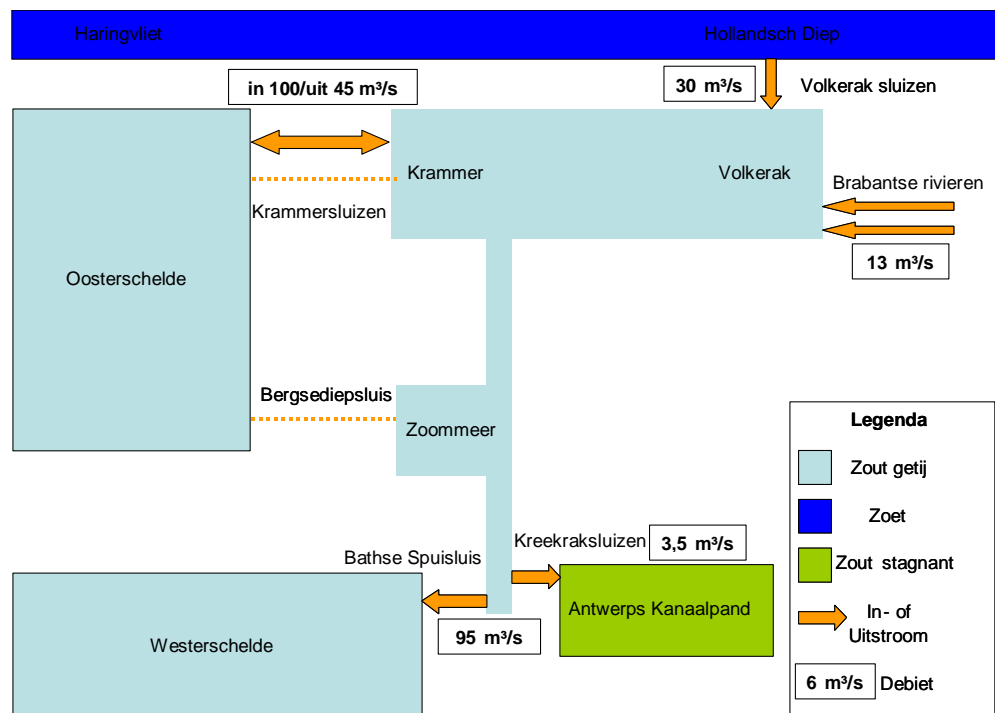 Haringvliet
Hollandsch Diep
in 100/uit 45 m³/s
30 m³/s
Volkerak sluizen
Krammer
Volkerak
Brabantse rivieren
Krammersluizen
13 m³/s
Oosterschelde
Bergsediepsluis
Zoommeer
Legenda
Zout getij
Zoet
Zout stagnant
In- of
Uitstroom
6 m³/s Debiet
Kreekraksluizen
3,5 m³/s
Bathse Spuisluis
Antwerps Kanaalpand
95 m³/s
Westerschelde